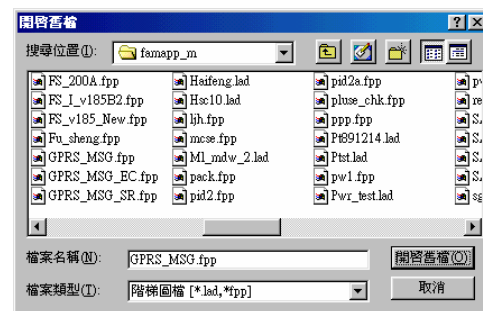 開啓舊檔
搜尋位置(I): famapp_m
FS_200A.fpp Haifeng.lad pid2a.fpp
FS_I_v185B2.fpp Hsc10.lad pluse_chk.fpp
FS_v185_New.fpp ljh.fpp ppp.fpp
Fu_sheng.fpp mcse.fpp Pt891214.lad
GPRS_MSG.fpp Ml_mdw_2.lad Ptst.lad
GPRS_MSG_EC.fpp pack.fpp pw1.fpp
GPRS_MSG_SR.fpp pid2.fpp Pwr_test.lad
檔案名稱(N): GPRS_MSG.fpp 開啓舊檔(O)
檔案類型(T): 階梯圖檔 [*.lad,*fpp] 取消